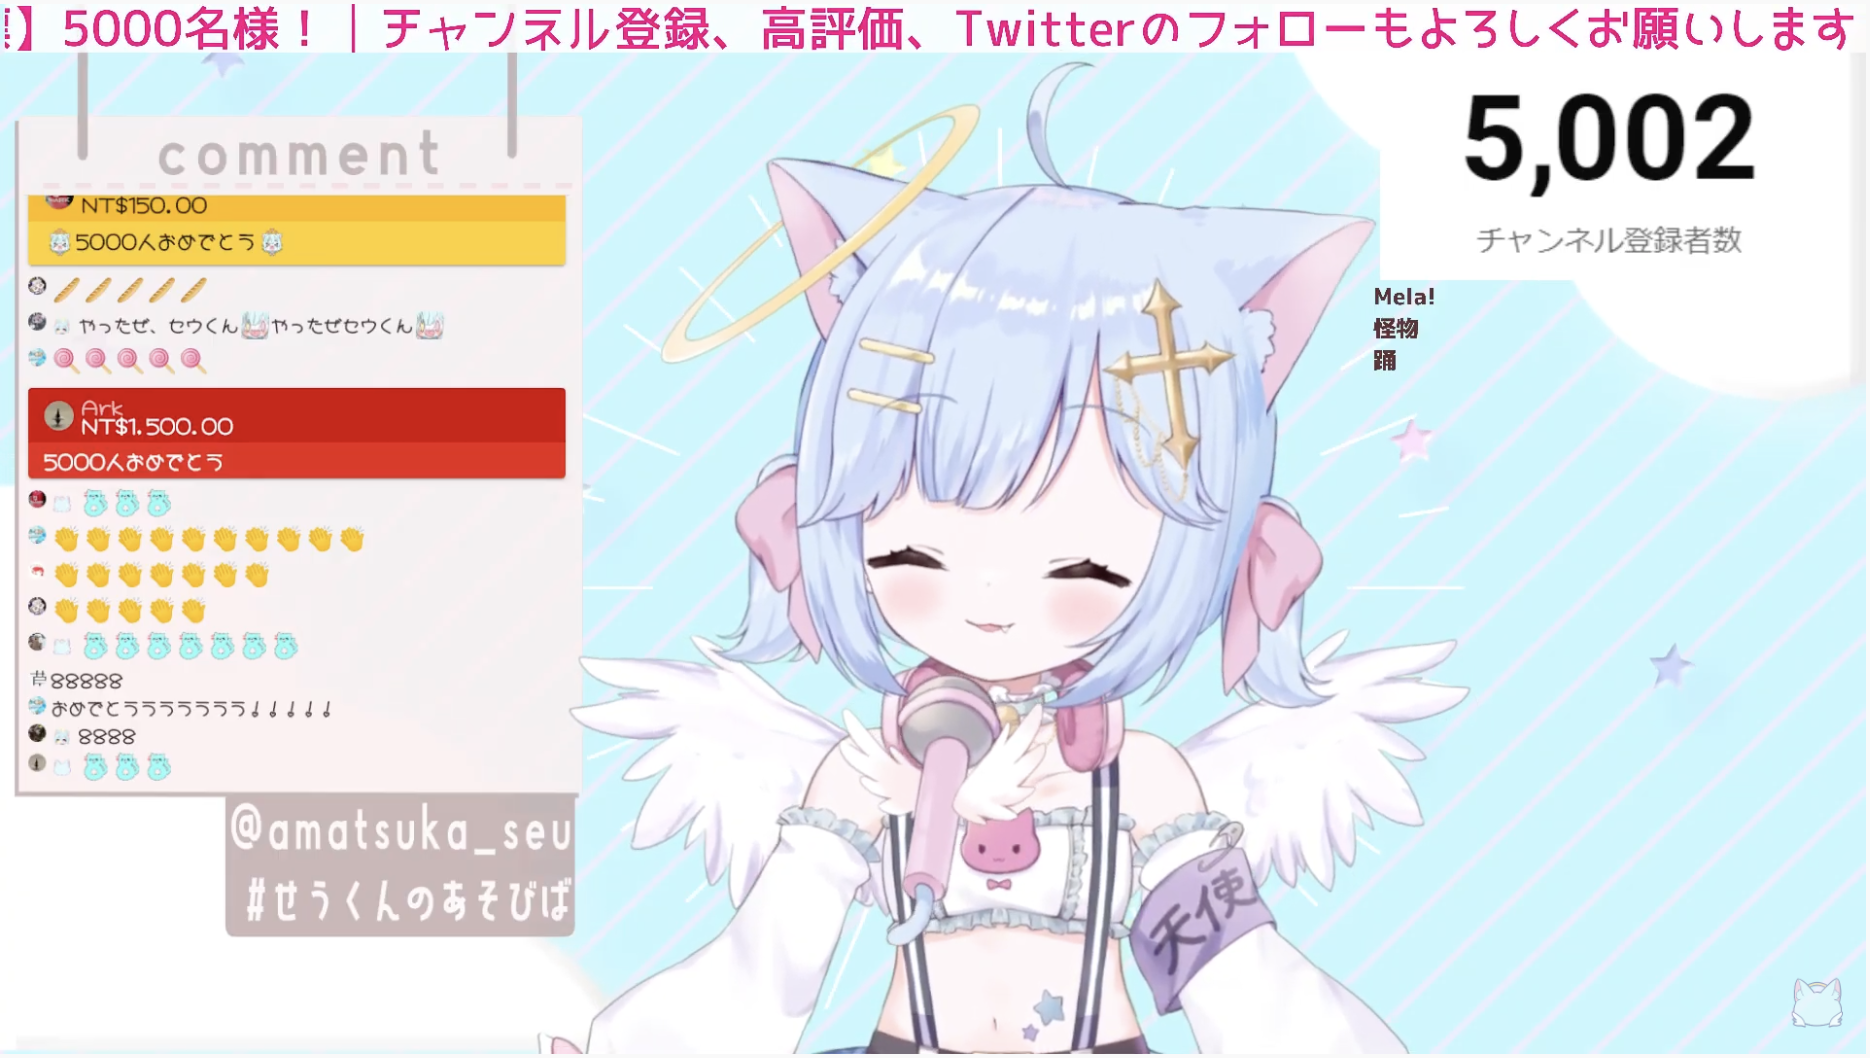 】5000名様！｜チャンネル登録、高評価、Twitterのフォローもよろしくお願いします
5,002
チャンネル登録者数
Mela!
怪物
踊
comment
NT$150.00
5000人おめでとう
やったぜ、セウくんやったぜセウくん
Ark
NT$1,500.00
5000人おめでとう
88888
おめでとうううううううう！！！！！
8888
@amatsuka_seu
#せうくんのあそびば
天使